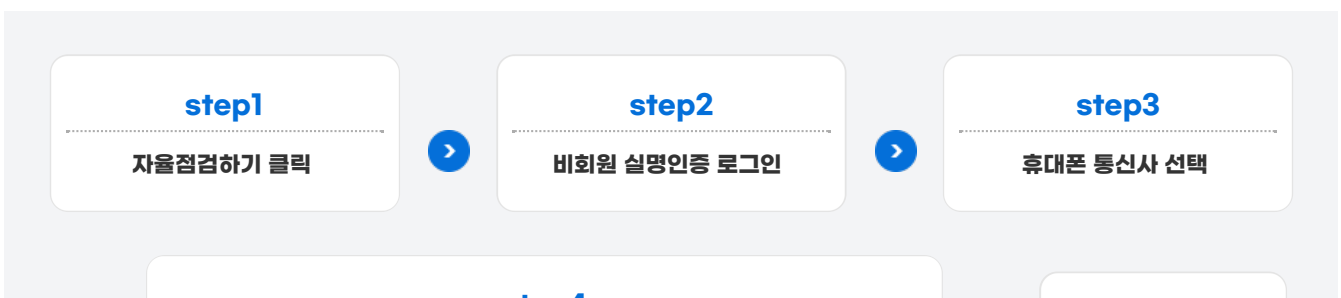 step1
step2
step3
자율점검하기 클릭
비회원 실명인증 로그인
휴대폰 통신사 선택